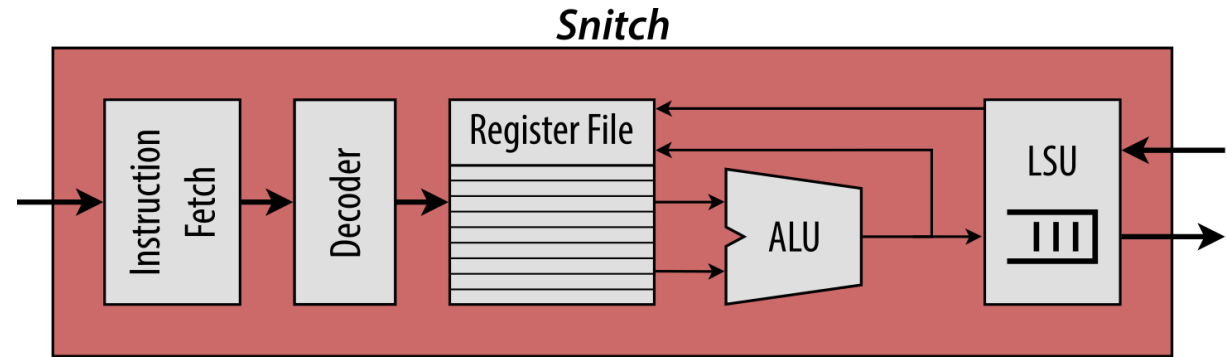 Snitch
Instruction
Fetch
Decoder
Register File
ALU
LSU